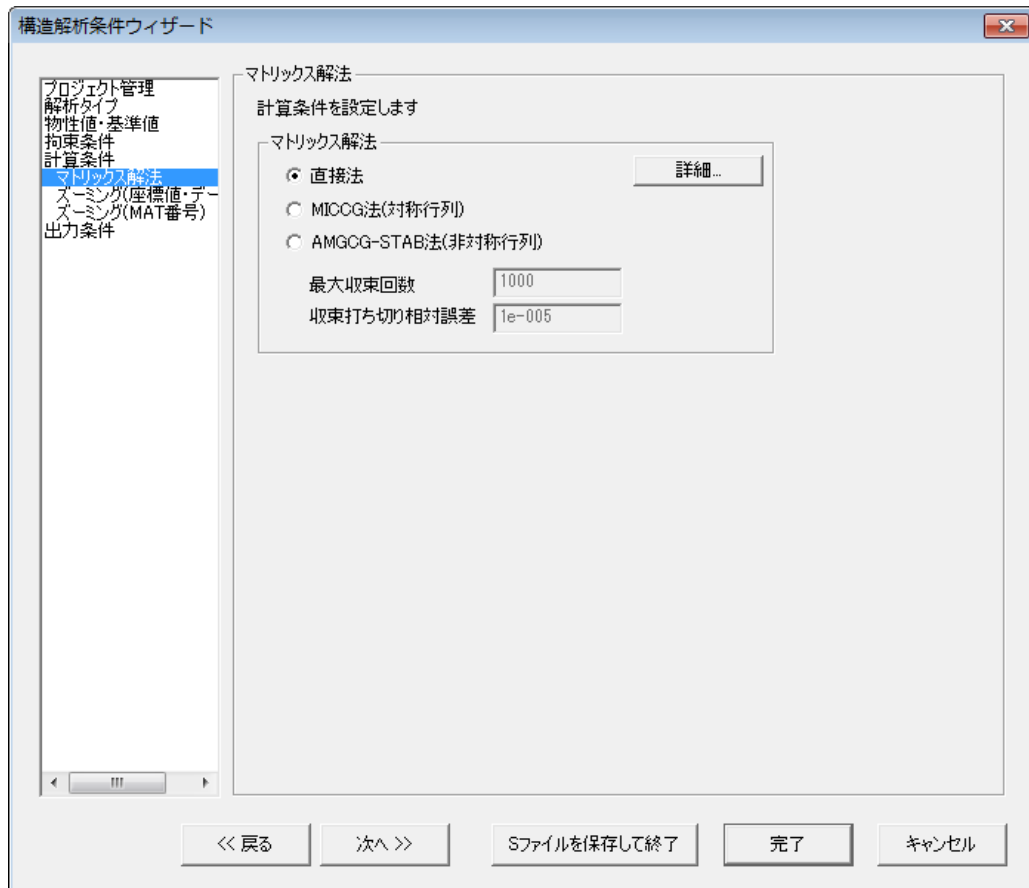 構造解析条件ウィザード
プロジェクト管理
解析タイプ
物性値・基準値
拘束条件
計算条件
マトリックス解法
ズーミング(座標値・デー
ズーミング(MAT番号)
出力条件
マトリックス解法
計算条件を設定します
マトリックス解法
直接法
詳細...
MICCG法(対称行列)
AMGCG-STAB法(非対称行列)
最大収束回数
1000
収束打ち切り相対誤差
1e-005
<< 戻る
次へ >>
Sファイルを保存して終了
完了
キャンセル